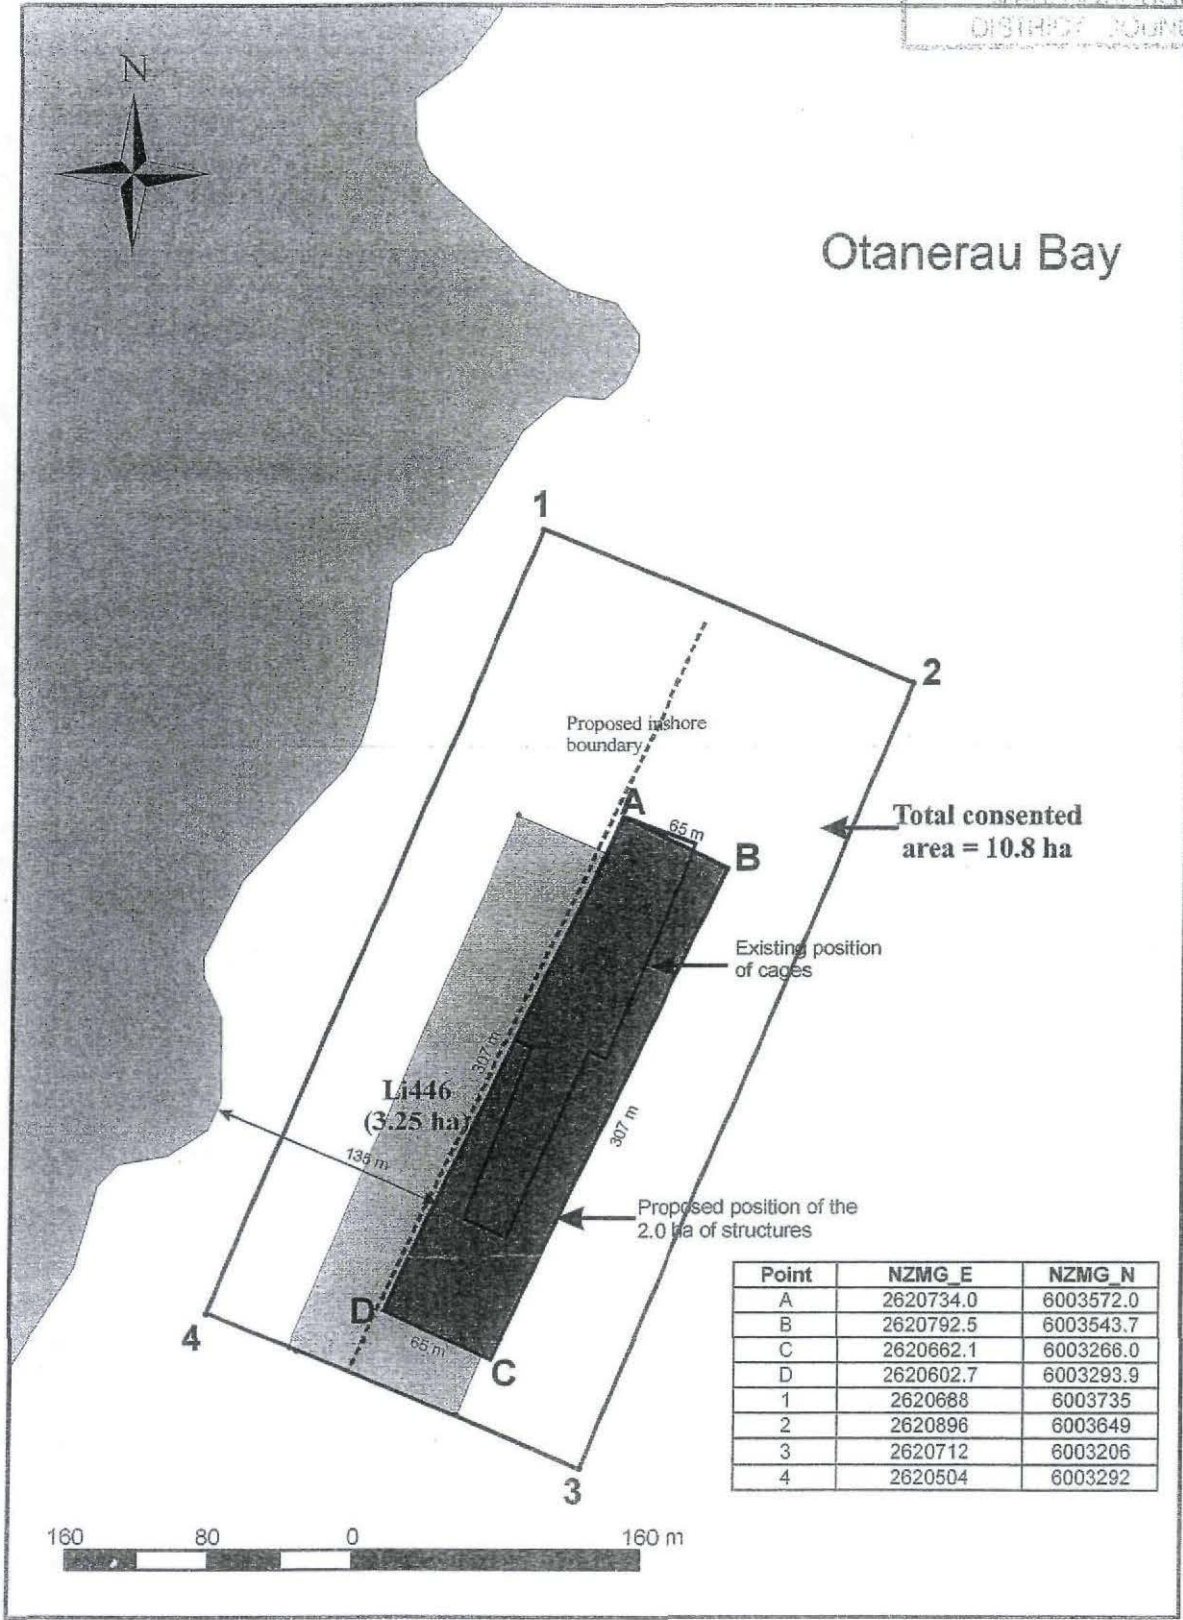 N
Otanerau Bay
1
2
Proposed inshore
boundary
A
65 m
B
Total consented
area = 10.8 ha
Existing position
of cages
307 m
Li446
(3.25 ha)
307 m
135 m
Proposed position of the
2.0 ha of structures
D
65 m
C
4
3
Point NZMG_E NZMG_N
A 2620734.0 6003572.0
B 2620792.5 6003543.7
C 2620662.1 6003266.0
D 2620602.7 6003293.9
1 2620688 6003735
2 2620896 6003649
3 2620712 6003206
4 2620504 6003292
160 80 0 160 m